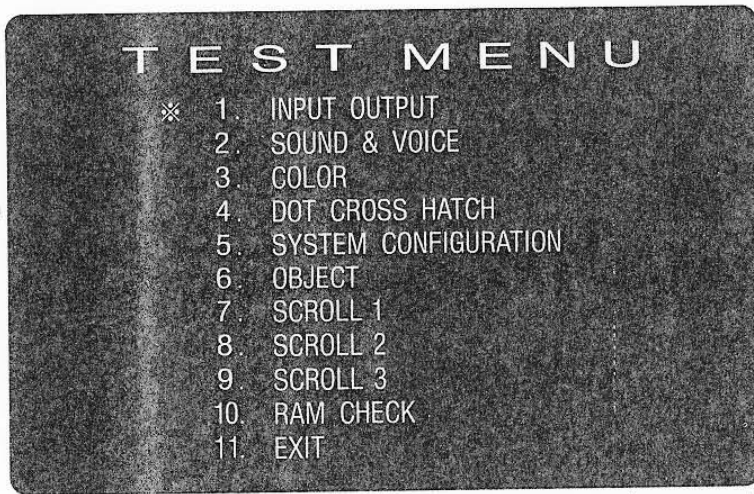 TEST MENU
※ 1. INPUT OUTPUT
2. SOUND & VOICE
3. COLOR
4. DOT CROSS HATCH
5. SYSTEM CONFIGURATION
6. OBJECT
7. SCROLL 1
8. SCROLL 2
9. SCROLL 3
10. RAM CHECK
11. EXIT